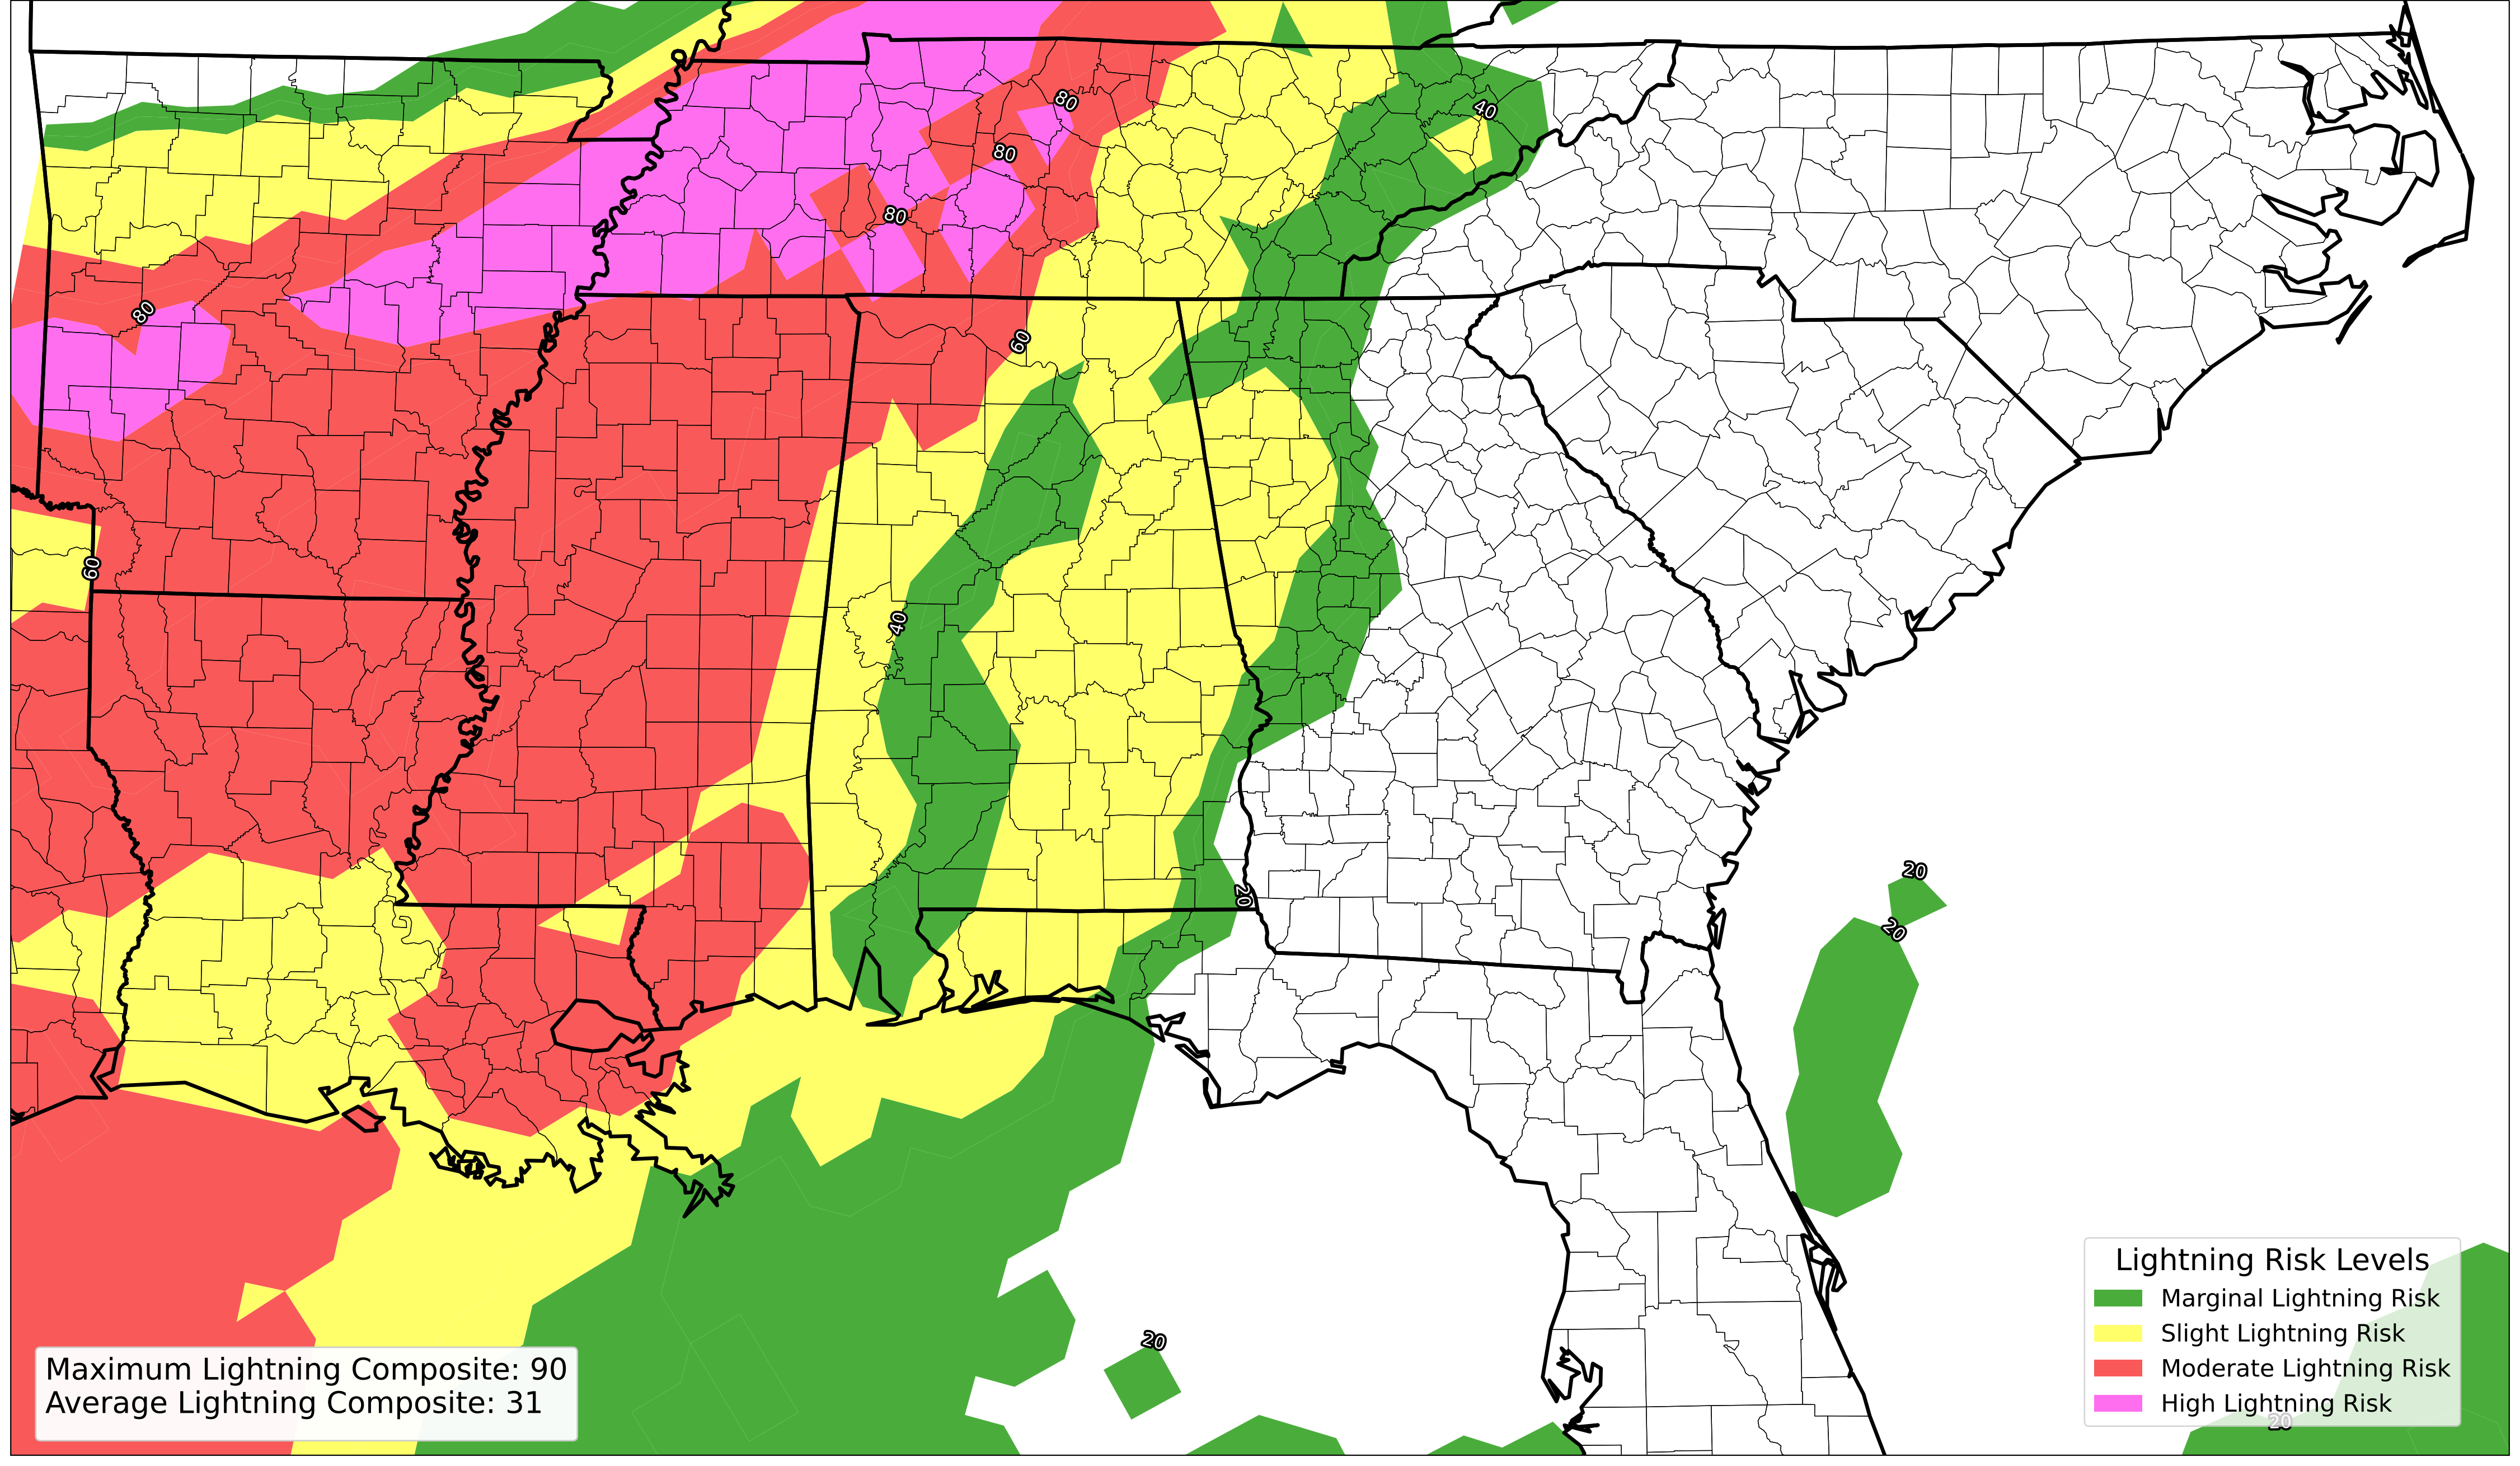 80
40
80
80
80
60
60
40
20
20
20
20
20
Lightning Risk Levels
Marginal Lightning Risk
Slight Lightning Risk
Moderate Lightning Risk
High Lightning Risk
Maximum Lightning Composite: 90
Average Lightning Composite: 31